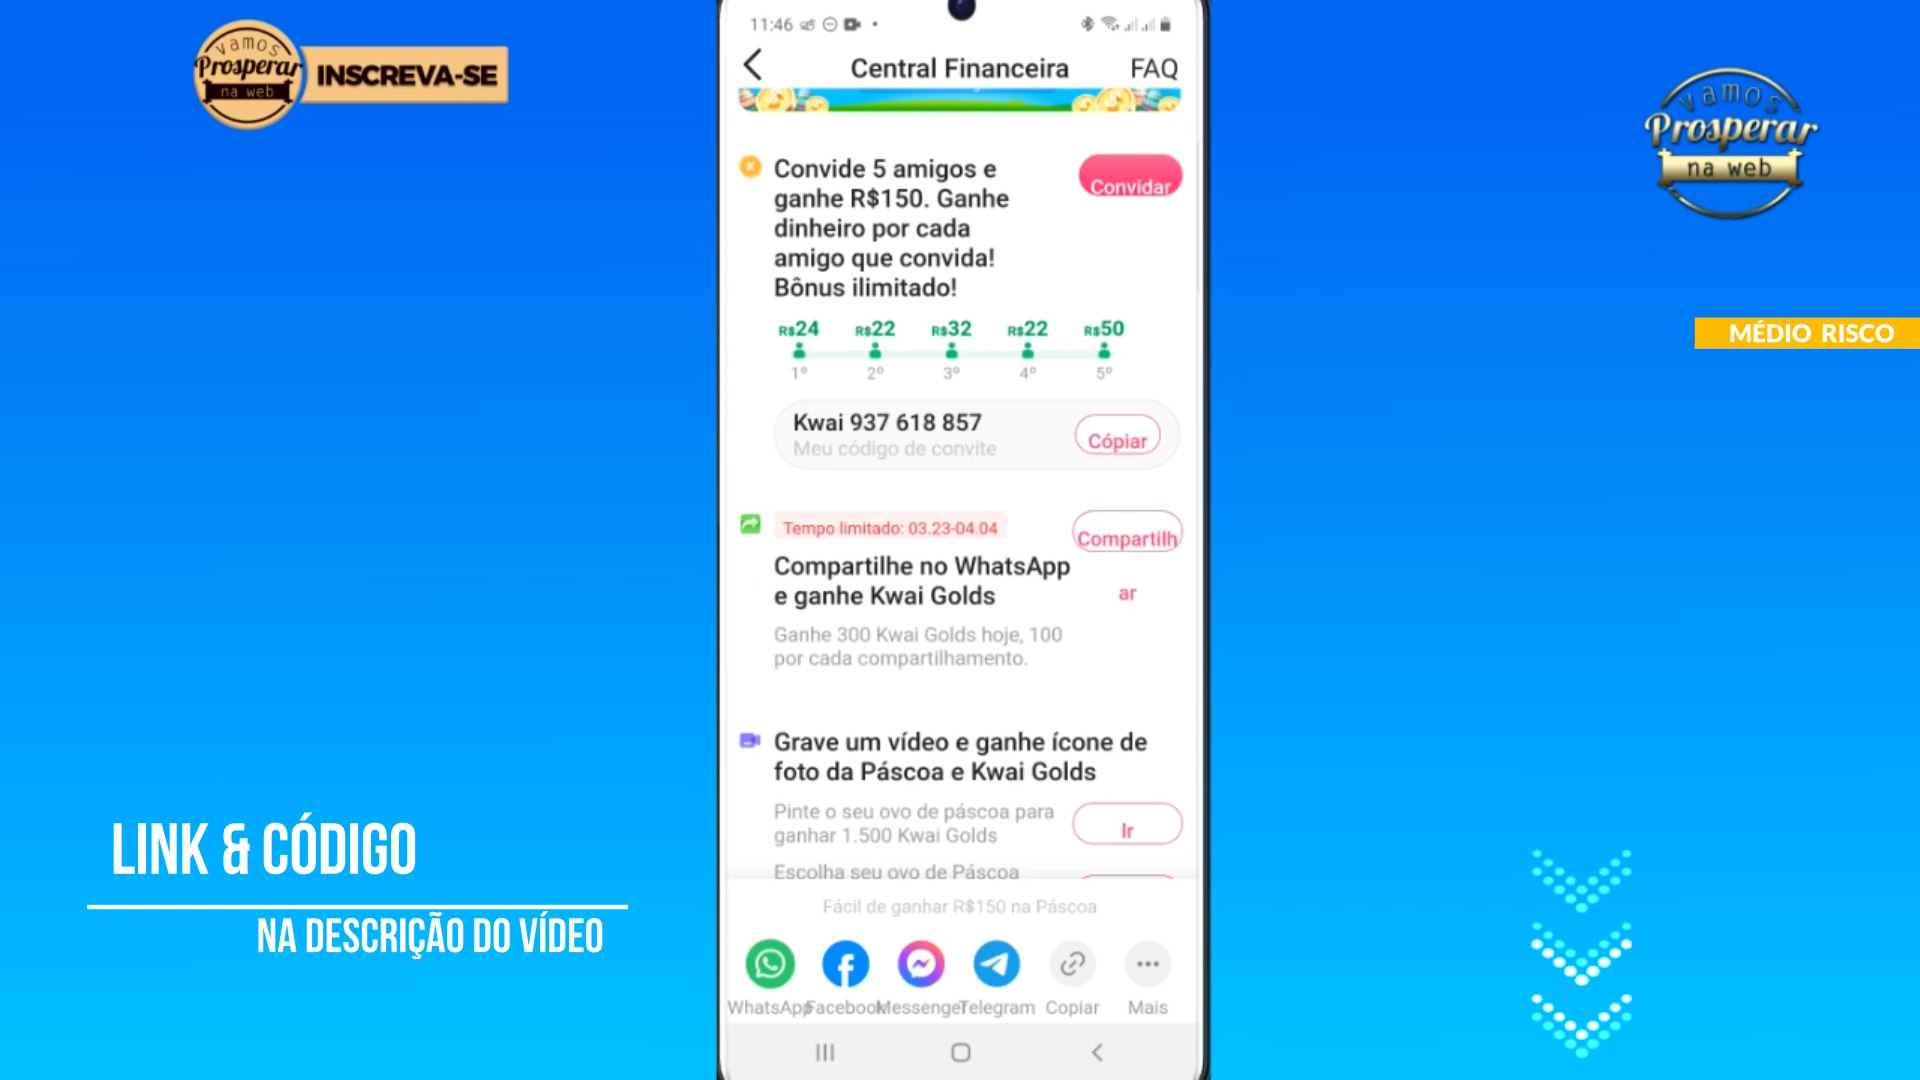 vamos
Prosperar
na web
INSCREVA-SE
11:46
Central Financeira
FAQ
vamos
Prosperar
na web
MÉDIO RISCO
Convide 5 amigos e
ganhe R$150. Ganhe
dinheiro por cada
amigo que convida!
Bônus ilimitado!
Convidar
R$24 R$22 R$32 R$22 R$50
1º 2º 3º 4º 5º
Kwai 937 618 857
Meu código de convite
Cópiar
Tempo limitado: 03.23-04.04
Compartilh
ar
Compartilhe no WhatsApp
e ganhe Kwai Golds
Ganhe 300 Kwai Golds hoje, 100
por cada compartilhamento.
Grave um vídeo e ganhe ícone de
foto da Páscoa e Kwai Golds
Pinte o seu ovo de páscoa para
ganhar 1.500 Kwai Golds
Ir
Escolha seu ovo de Páscoa
Fácil de ganhar R$150 na Páscoa
WhatsApp Facebook Messenger Telegram Copiar Mais
LINK & CÓDIGO
NA DESCRIÇÃO DO VÍDEO